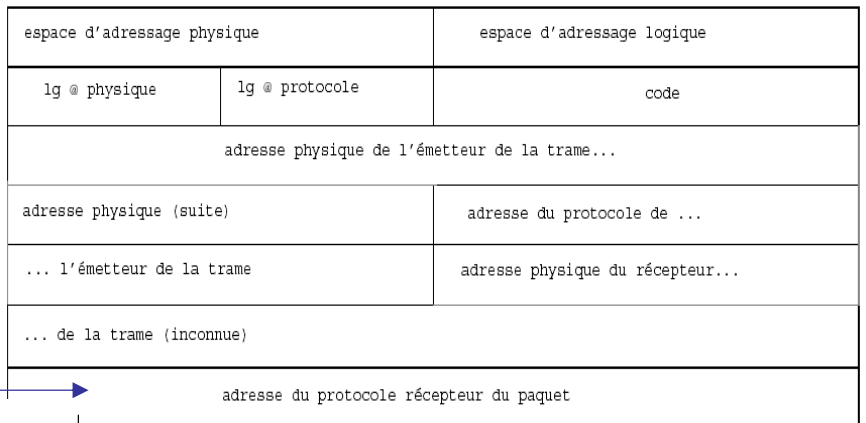 espace d'adressage physique
espace d'adressage logique
lg @ physique
lg @ protocole
code
adresse physique de l'émetteur de la trame...
adresse physique (suite)
adresse du protocole de ...
... l'émetteur de la trame
adresse physique du récepteur...
... de la trame (inconnue)
adresse du protocole récepteur du paquet